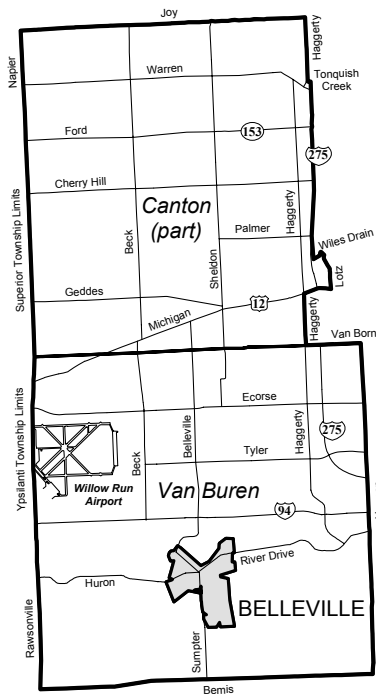 Joy
Napier
Haggerty
Warren
Tonquish
Creek
Ford
153
275
Cherry Hill
Superior Township Limits
Canton
(part)
Beck
Sheldon
Palmer
Haggerty
Wiles Drain
Lotz
Geddes
Michigan
12
Haggerty
Van Born
Ypsilanti Township Limits
Ecorse
Belleville
Haggerty
275
Beck
Tyler
Willow Run
Airport
Van Buren
94
Huron
River Drive
BELLEVILLE
Rawsonville
Sumpter
Bemis